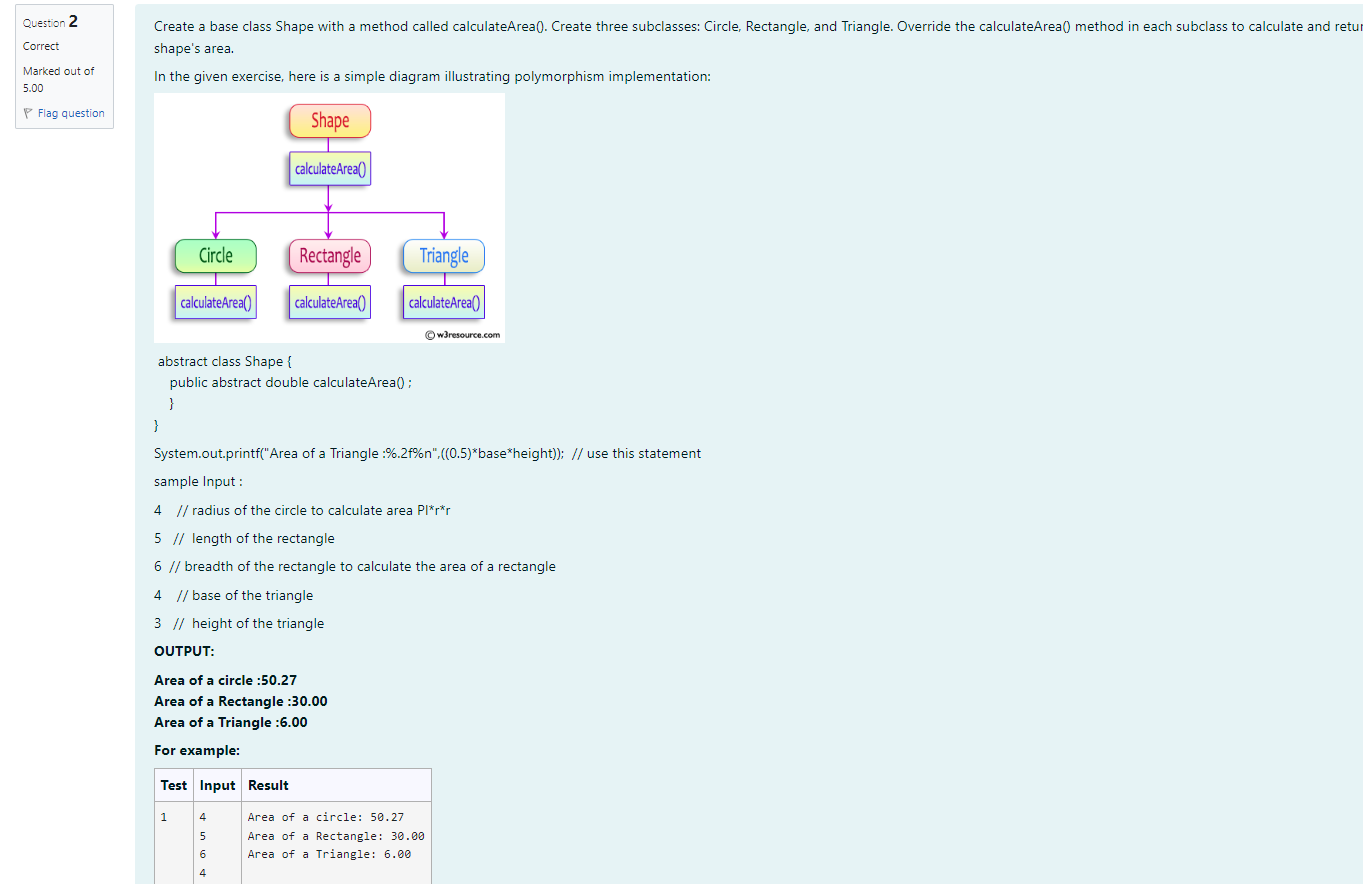 Question 2
Correct
Marked out of
5.00
Flag question
Create a base class Shape with a method called calculateArea(). Create three subclasses: Circle, Rectangle, and Triangle. Override the calculateArea() method in each subclass to calculate and retur
shape's area.
In the given exercise, here is a simple diagram illustrating polymorphism implementation:
Shape
calculateArea()
Circle Rectangle Triangle
calculateArea() calculateArea() calculateArea()
© w3resource.com
abstract class Shape {
public abstract double calculateArea() ;
}
}
System.out.printf("Area of a Triangle :%.2f%n",((0.5)*base*height)); // use this statement
sample Input :
4 // radius of the circle to calculate area PI*r*r
5 // length of the rectangle
6 // breadth of the rectangle to calculate the area of a rectangle
4 // base of the triangle
3 // height of the triangle
OUTPUT:
Area of a circle :50.27
Area of a Rectangle :30.00
Area of a Triangle :6.00
For example:
Test Input Result
1 4 Area of a circle: 50.27
5 Area of a Rectangle: 30.00
6 Area of a Triangle: 6.00
4